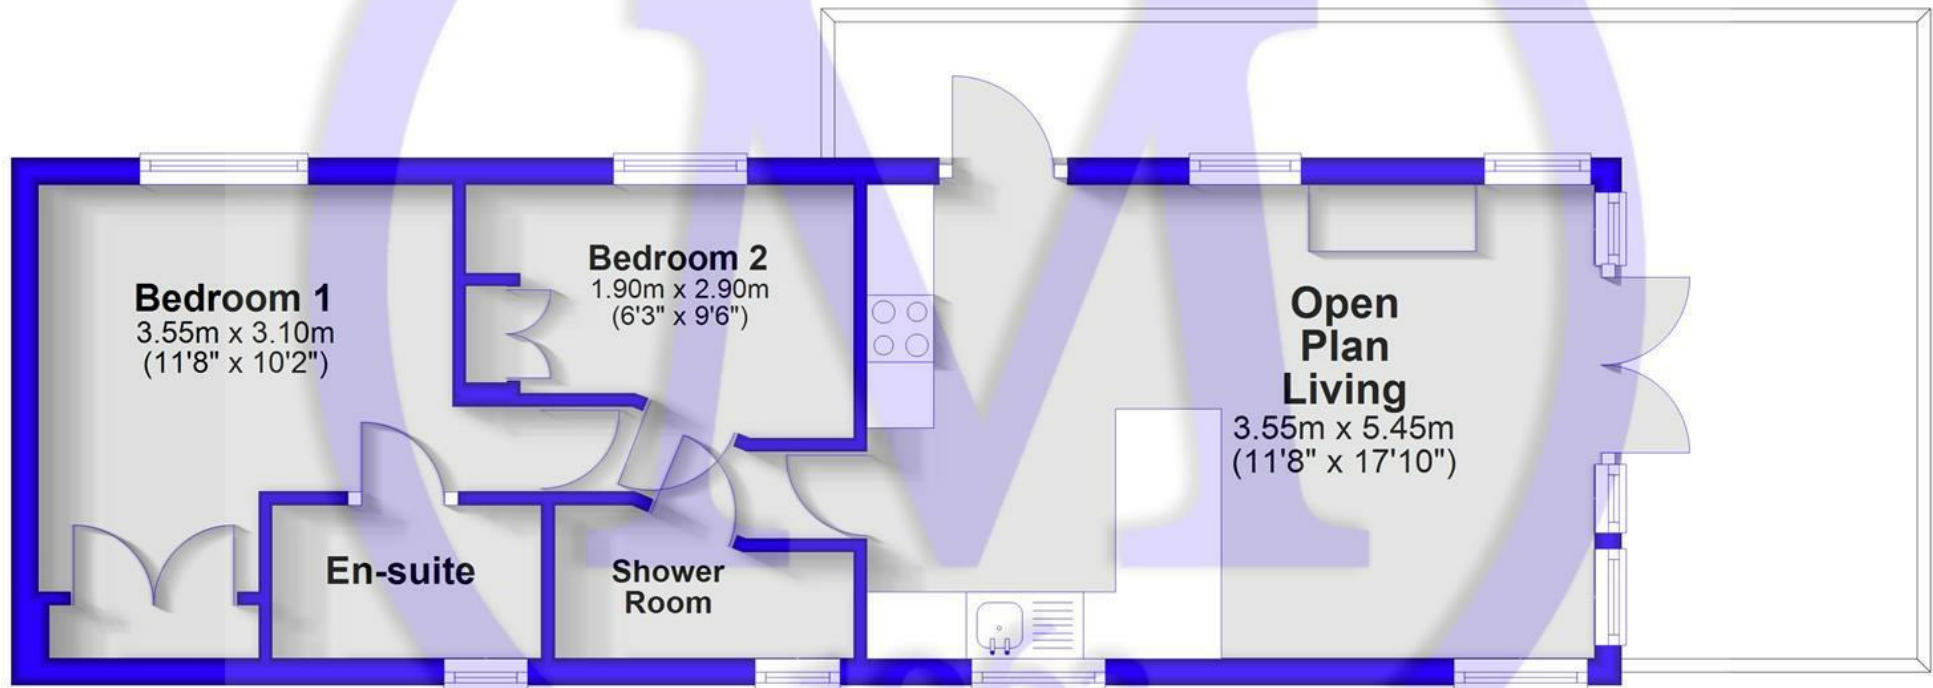 Bedroom 1
3.55m x 3.10m
(11'8" x 10'2")
Bedroom 2
1.90m x 2.90m
(6'3" x 9'6")
Open
Plan
Living
3.55m x 5.45m
(11'8" x 17'10")
En-suite
Shower
Room
M